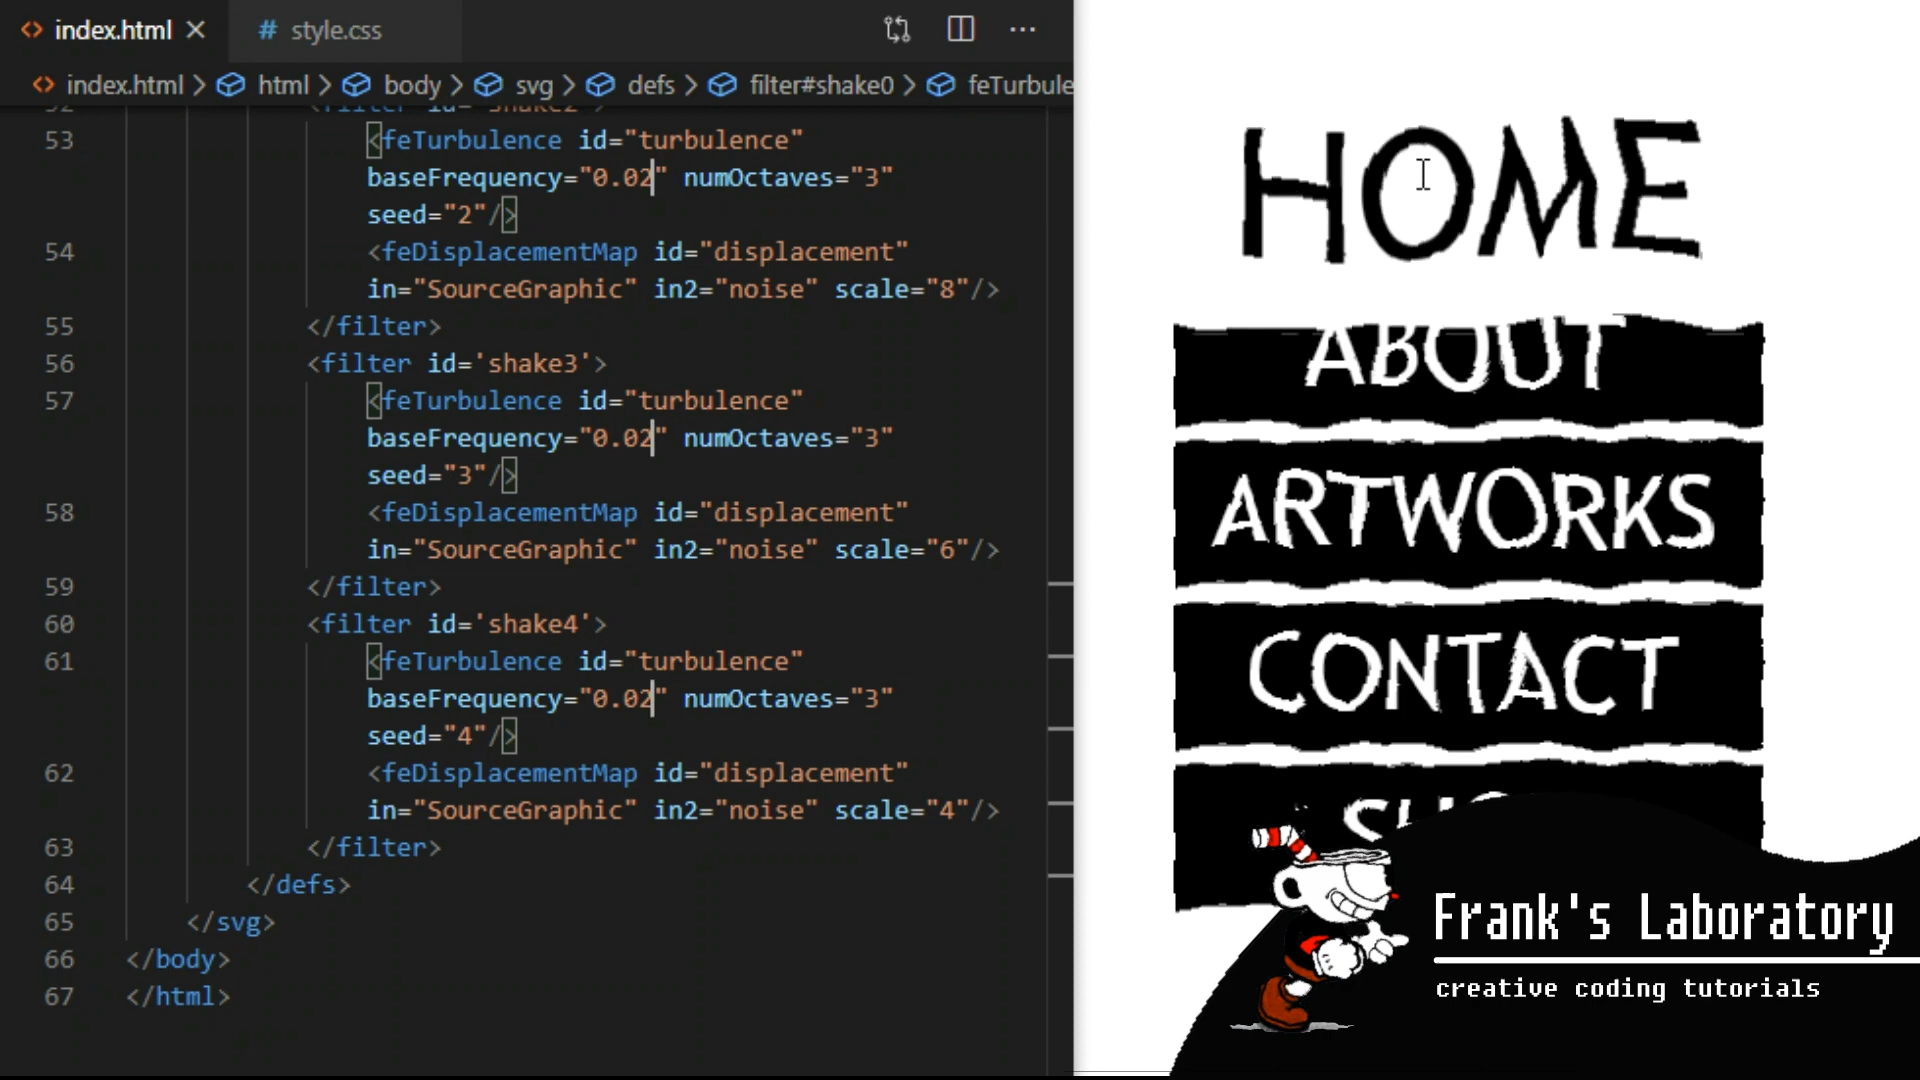 index.html
# style.css
index.html > html > body > svg > defs > filter#shake0 > feTurbule
52 <filter id='shake2'>
53 <feTurbulence id="turbulence"
baseFrequency="0.02" numOctaves="3"
seed="2"/>
54 <feDisplacementMap id="displacement"
in="SourceGraphic" in2="noise" scale="8"/>
55 </filter>
56 <filter id='shake3'>
57 <feTurbulence id="turbulence"
baseFrequency="0.02" numOctaves="3"
seed="3"/>
58 <feDisplacementMap id="displacement"
in="SourceGraphic" in2="noise" scale="6"/>
59 </filter>
60 <filter id='shake4'>
61 <feTurbulence id="turbulence"
baseFrequency="0.02" numOctaves="3"
seed="4"/>
62 <feDisplacementMap id="displacement"
in="SourceGraphic" in2="noise" scale="4"/>
63 </filter>
64 </defs>
65 </svg>
66 </body>
67 </html>
HOME
ABOUT
ARTWORKS
CONTACT
Frank's Laboratory
creative coding tutorials